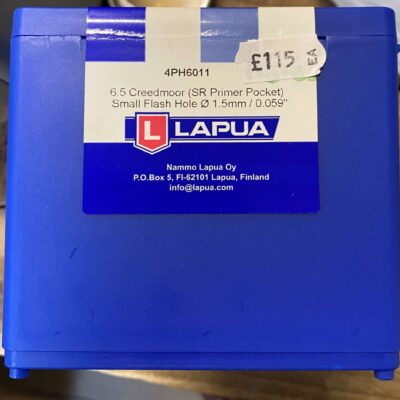 4PH6011
£115 EA
6.5 Creedmoor (SR Primer Pocket)
Small Flash Hole Ø 1.5mm / 0.059"
L LAPUA
Nammo Lapua Oy
P.O.Box 5, FI-62101 Lapua, Finland
info@lapua.com